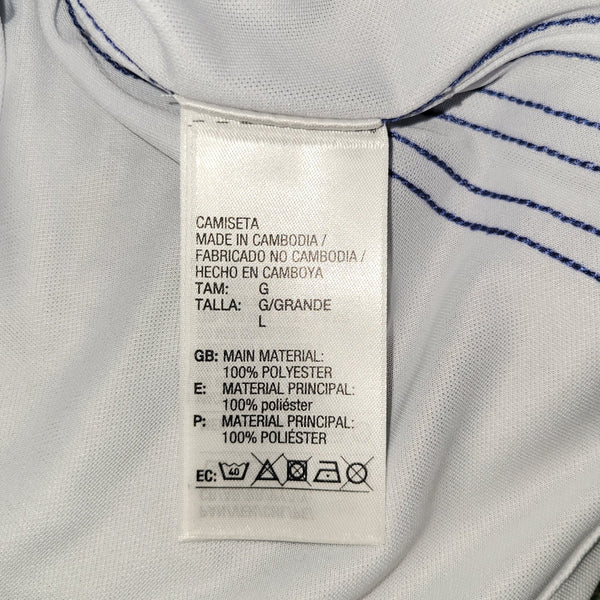 CAMISETA
MADE IN CAMBODIA /
FABRICADO NO CAMBODIA /
HECHO EN CAMBOYA
TAM: G
TALLA: G/GRANDE
L
GB: MAIN MATERIAL:
100% POLYESTER
E: MATERIAL PRINCIPAL:
100% poliéster
P: MATERIAL PRINCIPAL:
100% POLIÉSTER
EC: 40